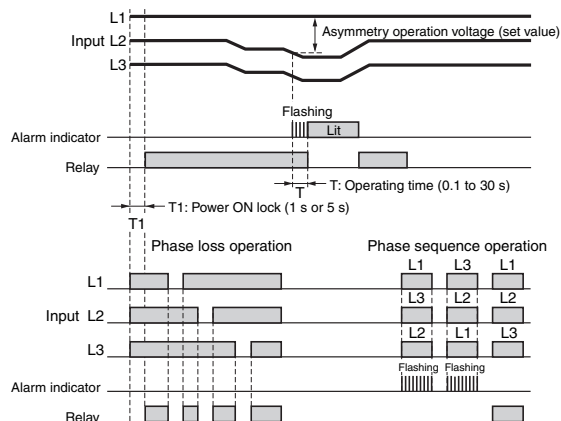 L1
Asymmetry operation voltage (set value)
Input L2
L3
Flashing
Lit
Alarm indicator
Relay
T
T: Operating time (0.1 to 30 s)
T1: Power ON lock (1 s or 5 s)
T1
Phase loss operation
Phase sequence operation
L1 L3 L1
L1
L3 L2 L2
Input L2
L2 L1 L3
L3
Flashing Flashing
Alarm indicator
Relay